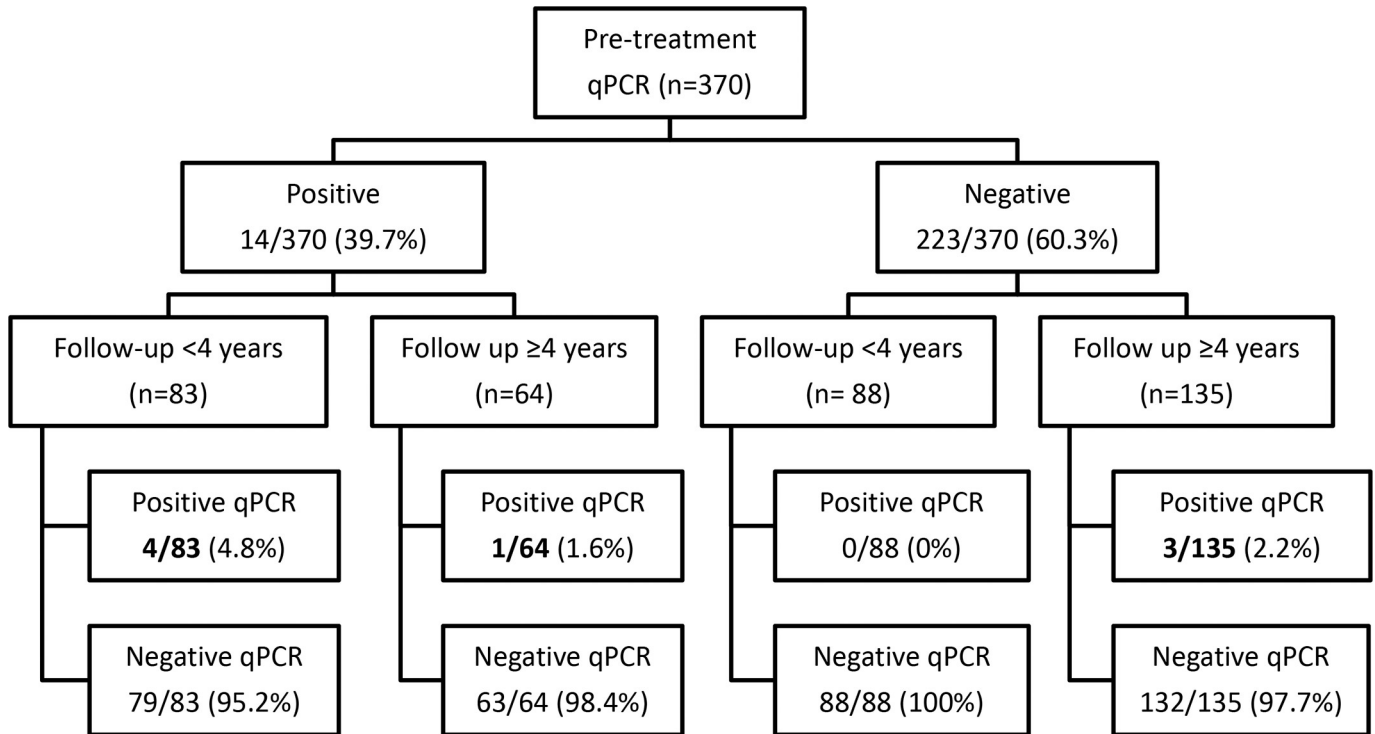 Pre-treatment
qPCR (n=370)
Positive
14/370 (39.7%)
Negative
223/370 (60.3%)
Follow-up <4 years
(n=83)
Follow up ≥4 years
(n=64)
Follow-up <4 years
(n= 88)
Follow up ≥4 years
(n=135)
Positive qPCR
4/83 (4.8%)
Positive qPCR
1/64 (1.6%)
Positive qPCR
0/88 (0%)
Positive qPCR
3/135 (2.2%)
Negative qPCR
79/83 (95.2%)
Negative qPCR
63/64 (98.4%)
Negative qPCR
88/88 (100%)
Negative qPCR
132/135 (97.7%)